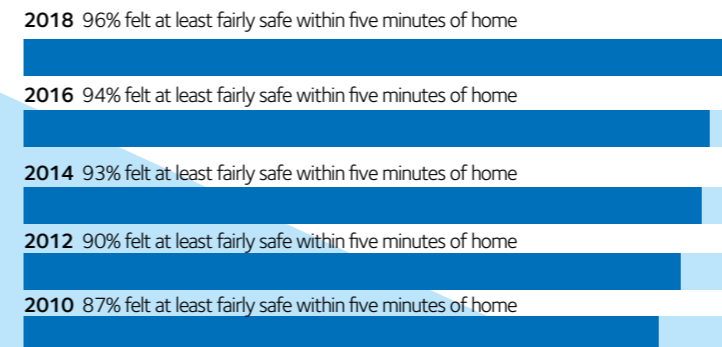 2018 96% felt at least fairly safe within five minutes of home
2016 94% felt at least fairly safe within five minutes of home
2014 93% felt at least fairly safe within five minutes of home
2012 90% felt at least fairly safe within five minutes of home
2010 87% felt at least fairly safe within five minutes of home